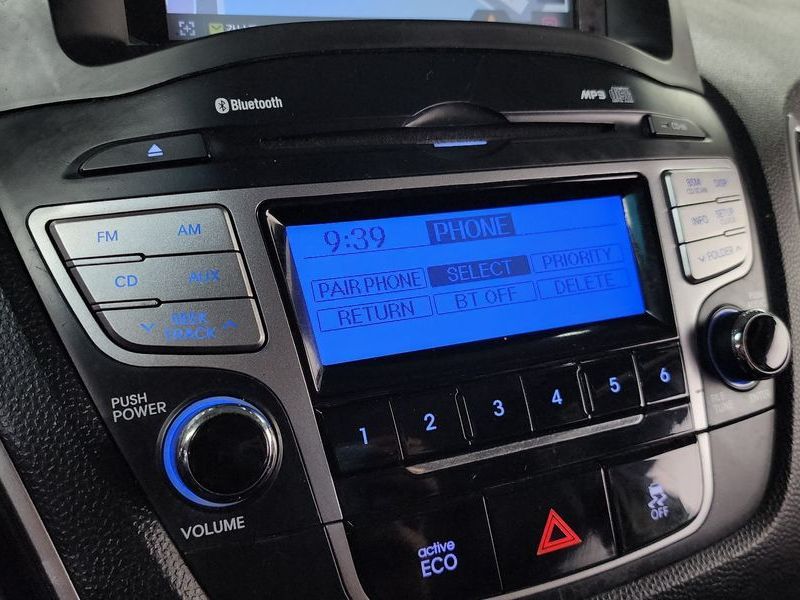 Bluetooth
MP3
FM
AM
CD
AUX
SEEK
TRACK
PUSH
POWER
VOLUME
9:39
PHONE
PAIR PHONE
SELECT
PRIORITY
RETURN
BT OFF
DELETE
INFO
FOLDER
1
2
3
4
5
6
active
ECO
OFF